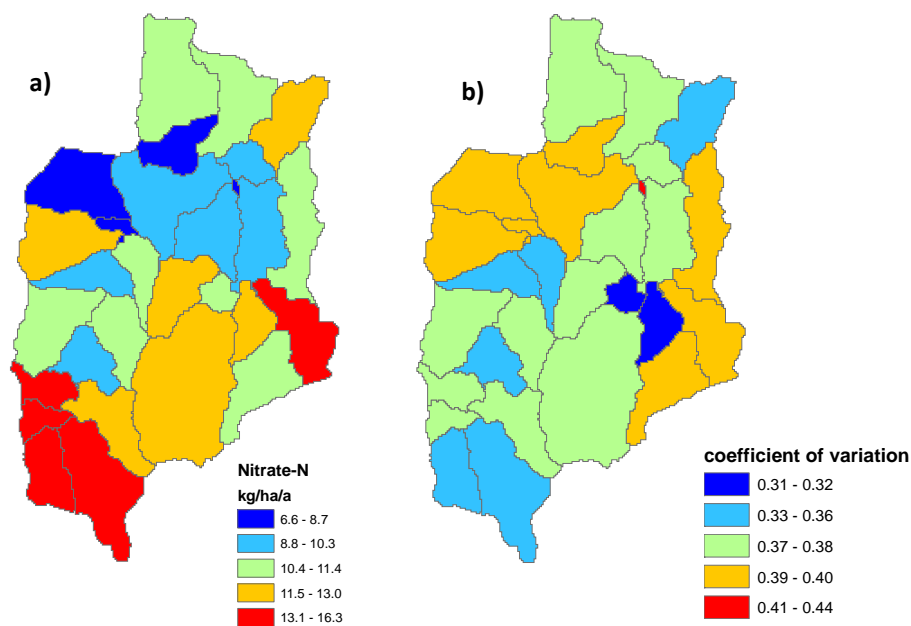 a)
b)
Nitrate-N
kg/ha/a
6.6 - 8.7
8.8 - 10.3
10.4 - 11.4
11.5 - 13.0
13.1 - 16.3
coefficient of variation
0.31 - 0.32
0.33 - 0.36
0.37 - 0.38
0.39 - 0.40
0.41 - 0.44